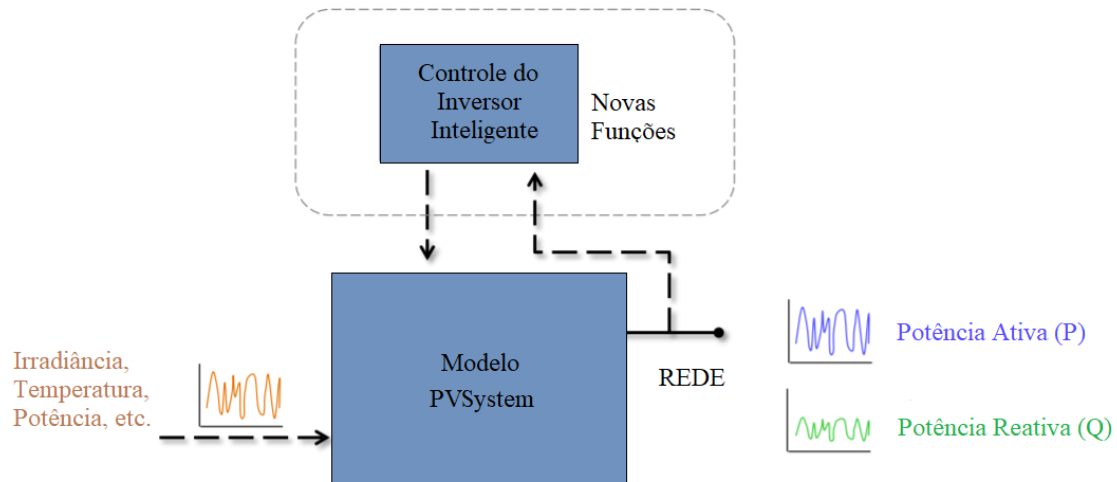 Controle do
Inversor
Inteligente
Novas
Funções
Irradiância,
Temperatura,
Potência, etc.
Modelo
PVSystem
REDE
Potência Ativa (P)
Potência Reativa (Q)